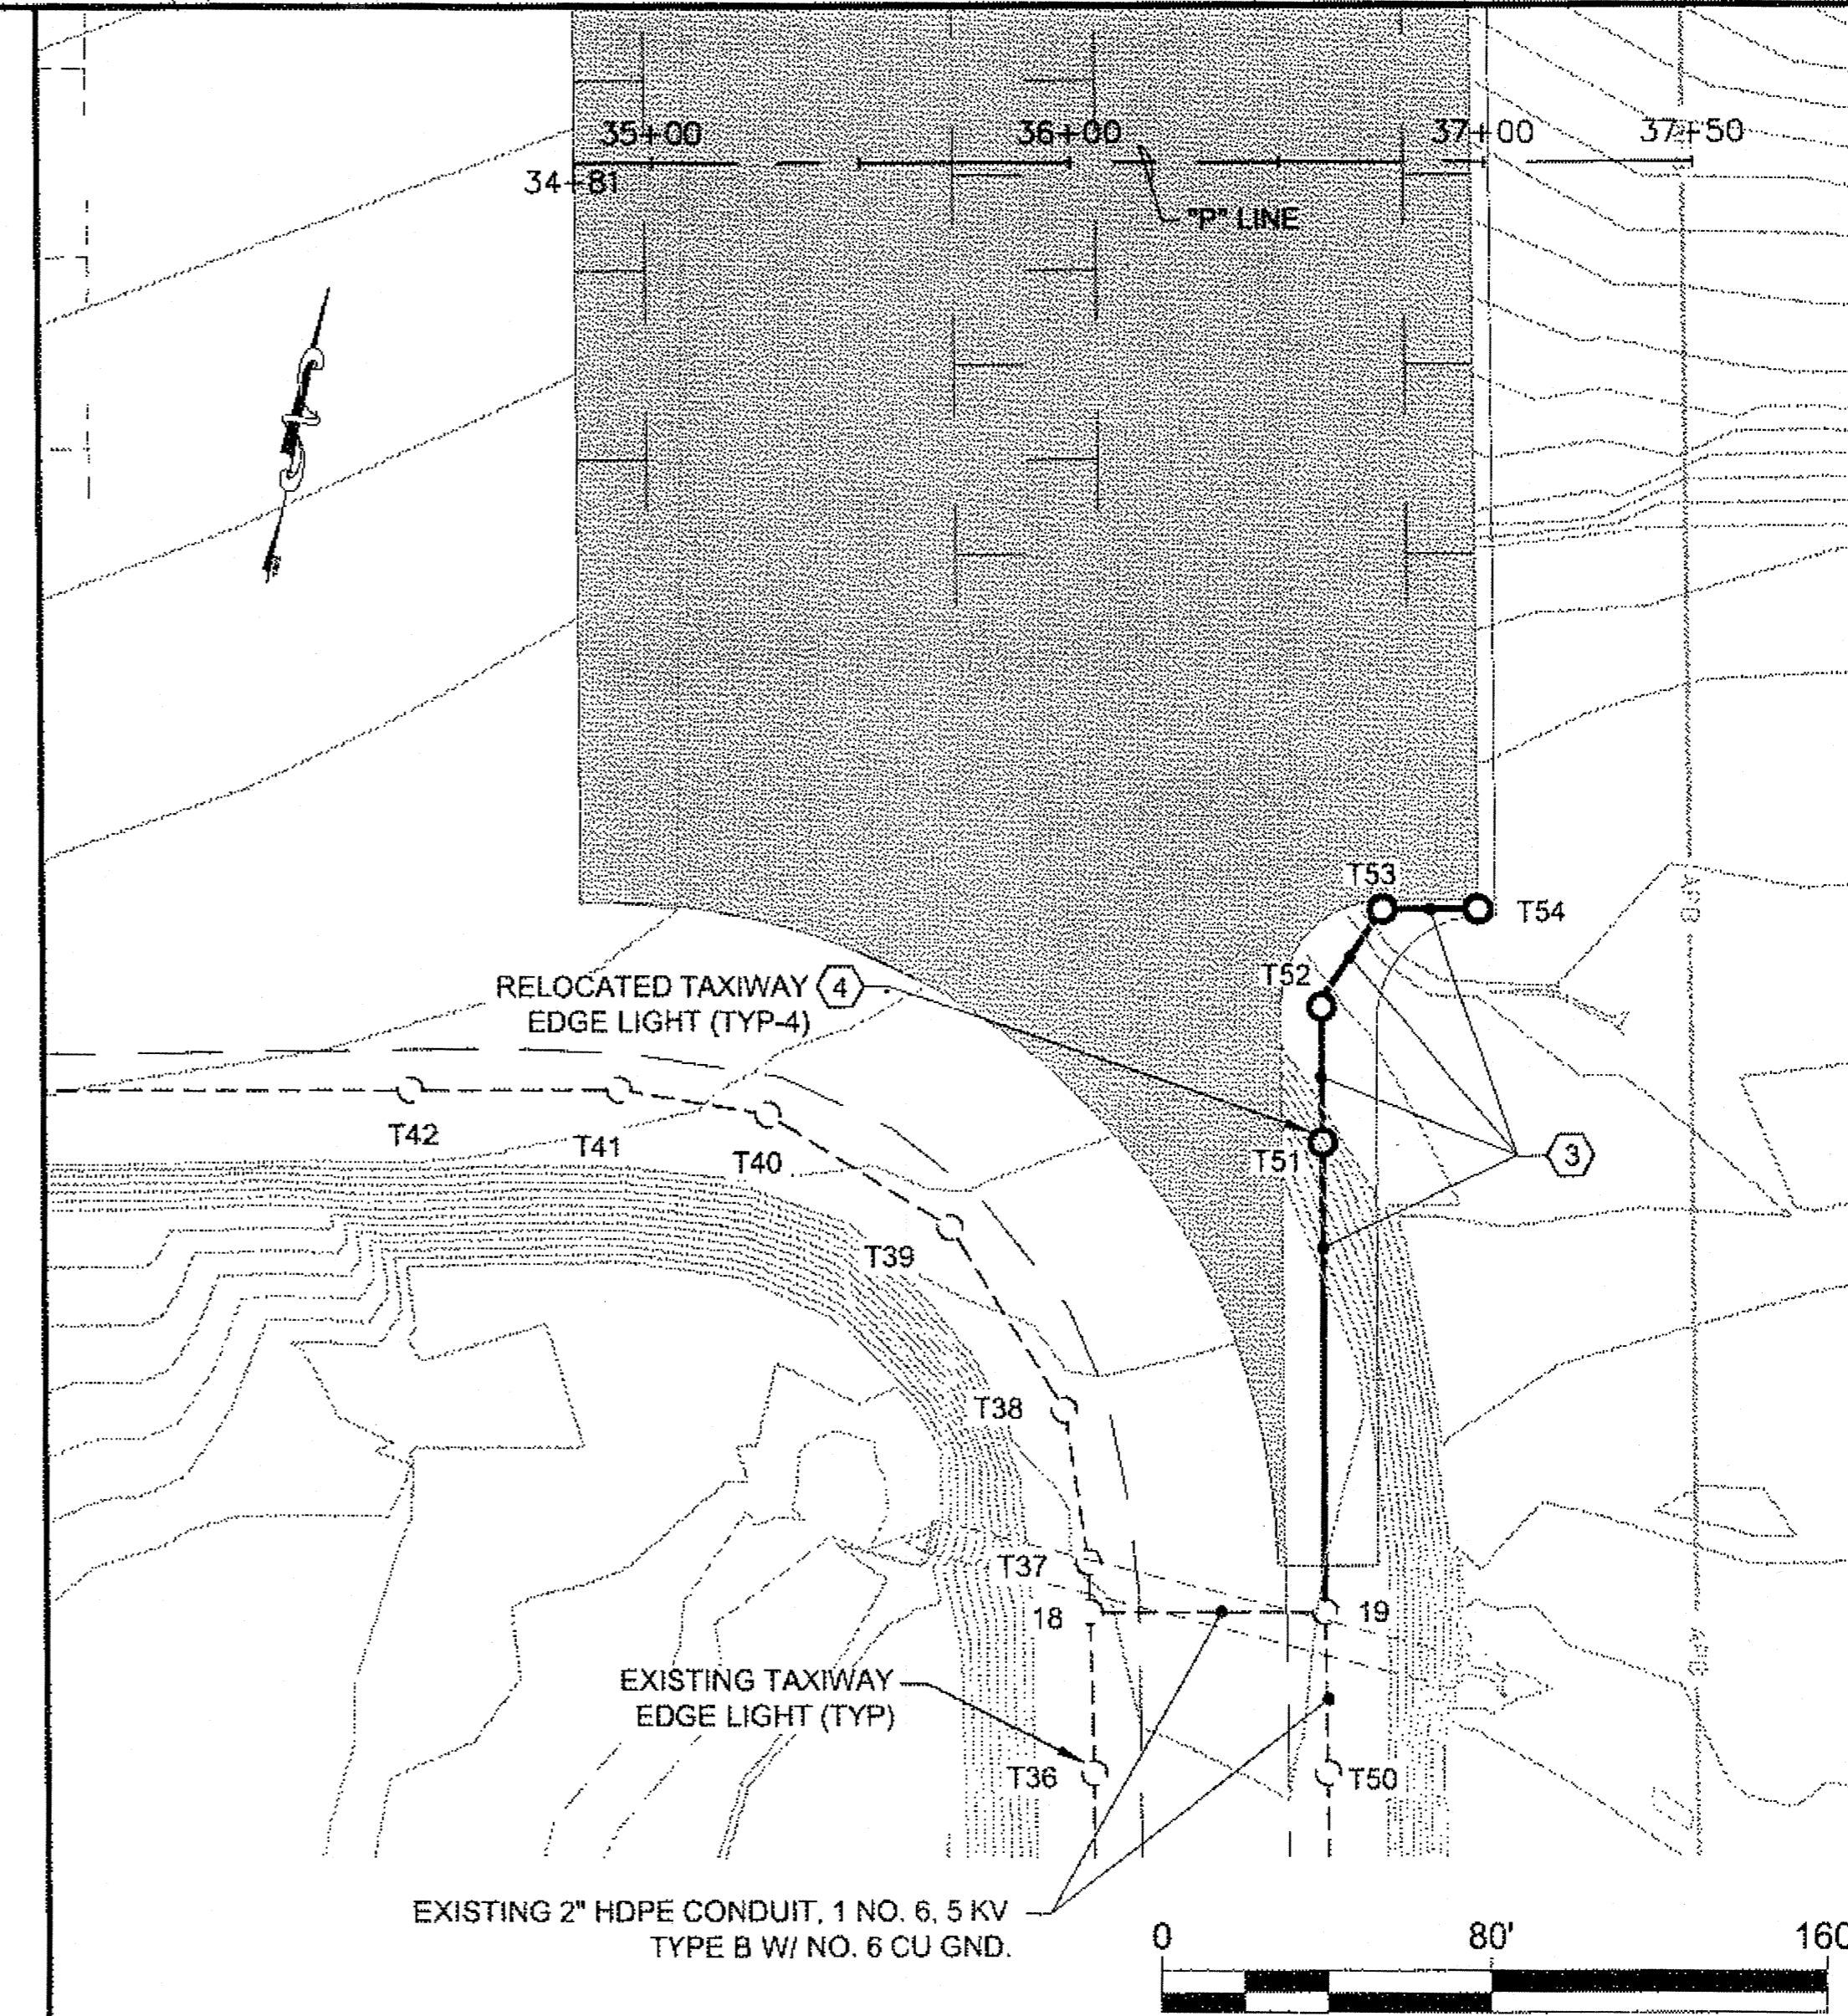 35+00
36+00
37+00
37+50
34+81
"P" LINE
T53
T54
T52
RELOCATED TAXIWAY 4
EDGE LIGHT (TYP-4)
T51
3
T42
T41
T40
T39
T38
T37
18
19
EXISTING TAXIWAY
EDGE LIGHT (TYP)
T36
T50
EXISTING 2" HDPE CONDUIT, 1 NO. 6, 5 KV
TYPE B W/ NO. 6 CU GND.
0
80'
160